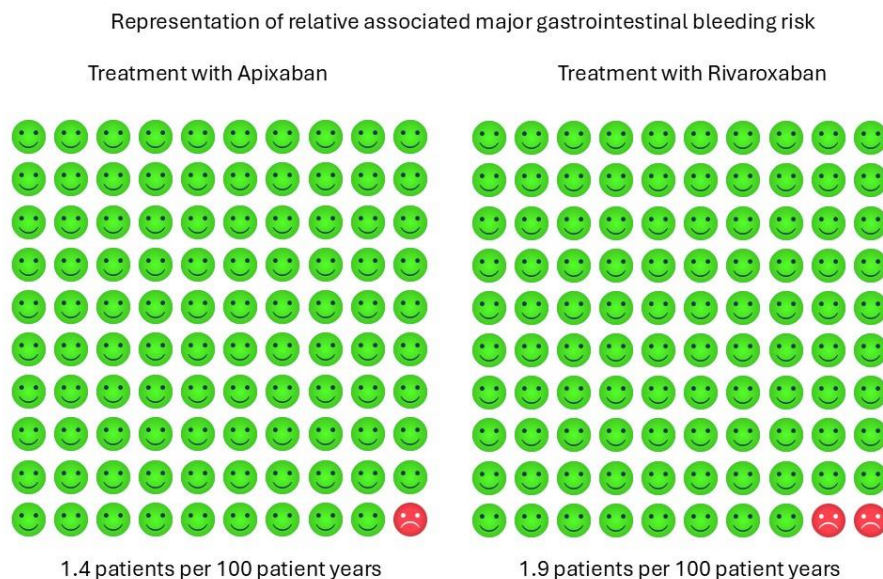 Representation of relative associated major gastrointestinal bleeding risk
Treatment with Apixaban
Treatment with Rivaroxaban
1.4 patients per 100 patient years
1.9 patients per 100 patient years